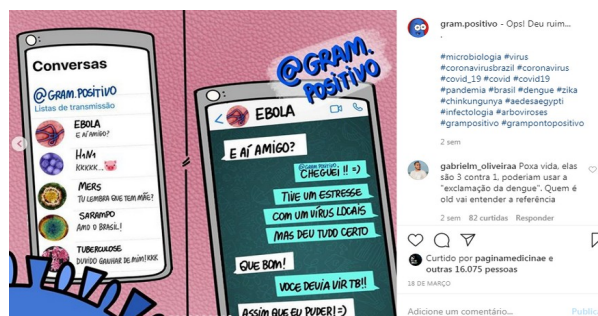 Conversas
@GRAM.POSITIVO
Listas de transmissão
EBOLA
E AÍ AMIGO?
H1N1
KKKKK...
MERS
TU LEMBRA QUE TEM MÃE?
SARAMPO
AMO O BRASIL!
TUBERCULOSE
DUVIDO GANHAR DE MIM! KKK
@GRAM.
POSITIVO
EBOLA
E AÍ AMIGO?
@GRAM.POSITIVO
CHEGUEI !! =)
TIVE UM ESTRESSE
COM UM VÍRUS LOCAIS
MAS DEU TUDO CERTO
QUE BOM!
VOCE DEVIA VIR TB!!
ASSIM QUE EU PUDER! =)
gram.positivo • Ops! Deu ruim...
.
#microbiologia #virus
#coronavirusbrazil #coronavirus
#covid_19 #covid #covid19
#pandemia #brasil #dengue #zika
#chinkungunya #aedesaegypti
#infectologia #arboviroses
#grampositivo #grampontopositivo
2 sem
gabrielm_oliveiraa Poxa vida, elas
são 3 contra 1, poderiam usar a
"exclamação da dengue". Quem é
old vai entender a referência
2 sem 82 curtidas Responder
Curtido por paginamedicinae e
outras 16.075 pessoas
18 DE MARÇO
Adicione um comentário...
Public